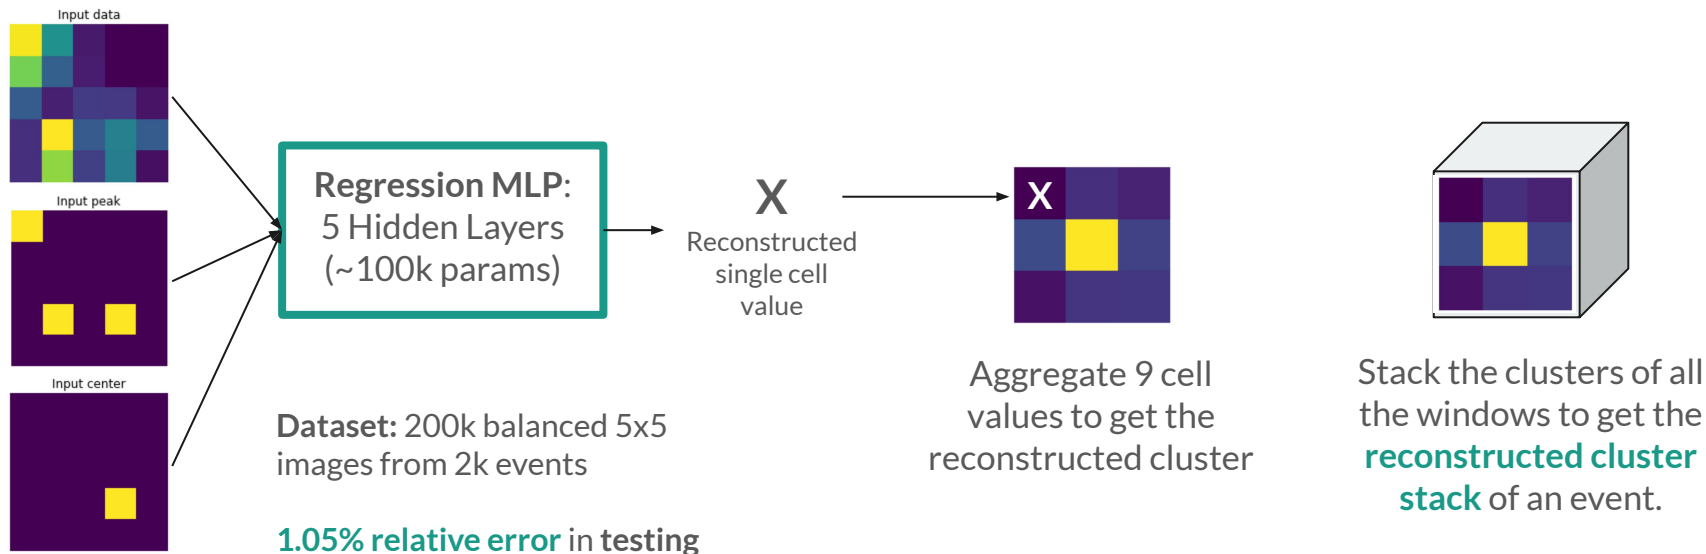 Input data
Input peak
Input center
Regression MLP:
5 Hidden Layers
(~100k params)
Dataset: 200k balanced 5x5
images from 2k events
1.05% relative error in testing
X
Reconstructed
single cell
value
X
Aggregate 9 cell
values to get the
reconstructed cluster
Stack the clusters of all
the windows to get the
reconstructed cluster
stack of an event.